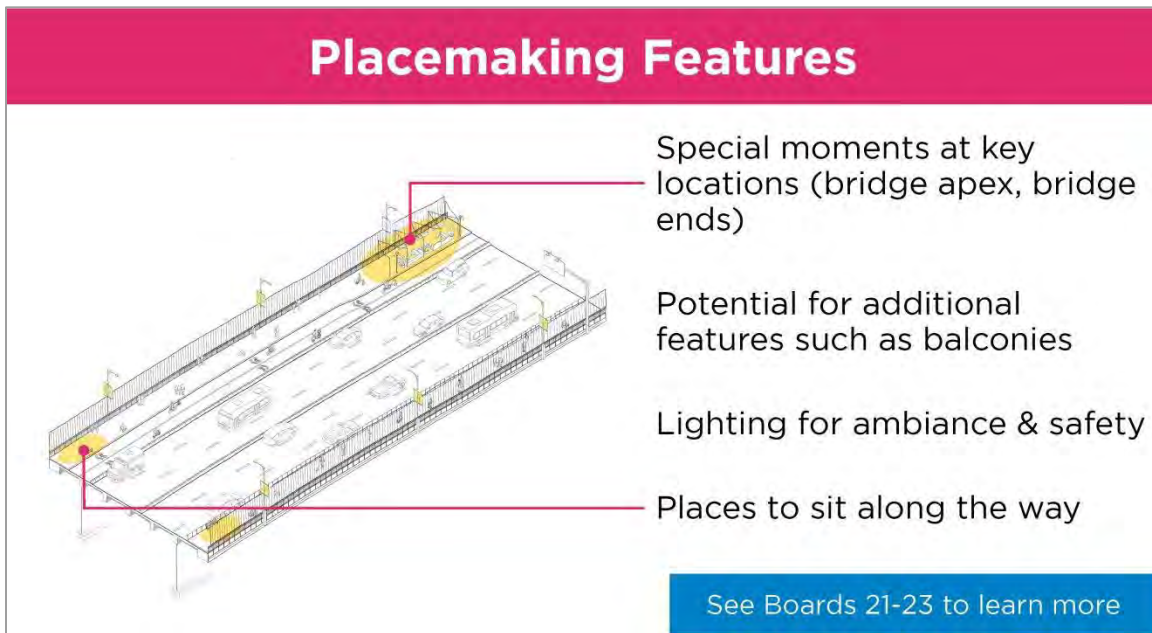 Placemaking Features
Special moments at key
locations (bridge apex, bridge
ends)
Potential for additional
features such as balconies
Lighting for ambiance & safety
Places to sit along the way
See Boards 21-23 to learn more